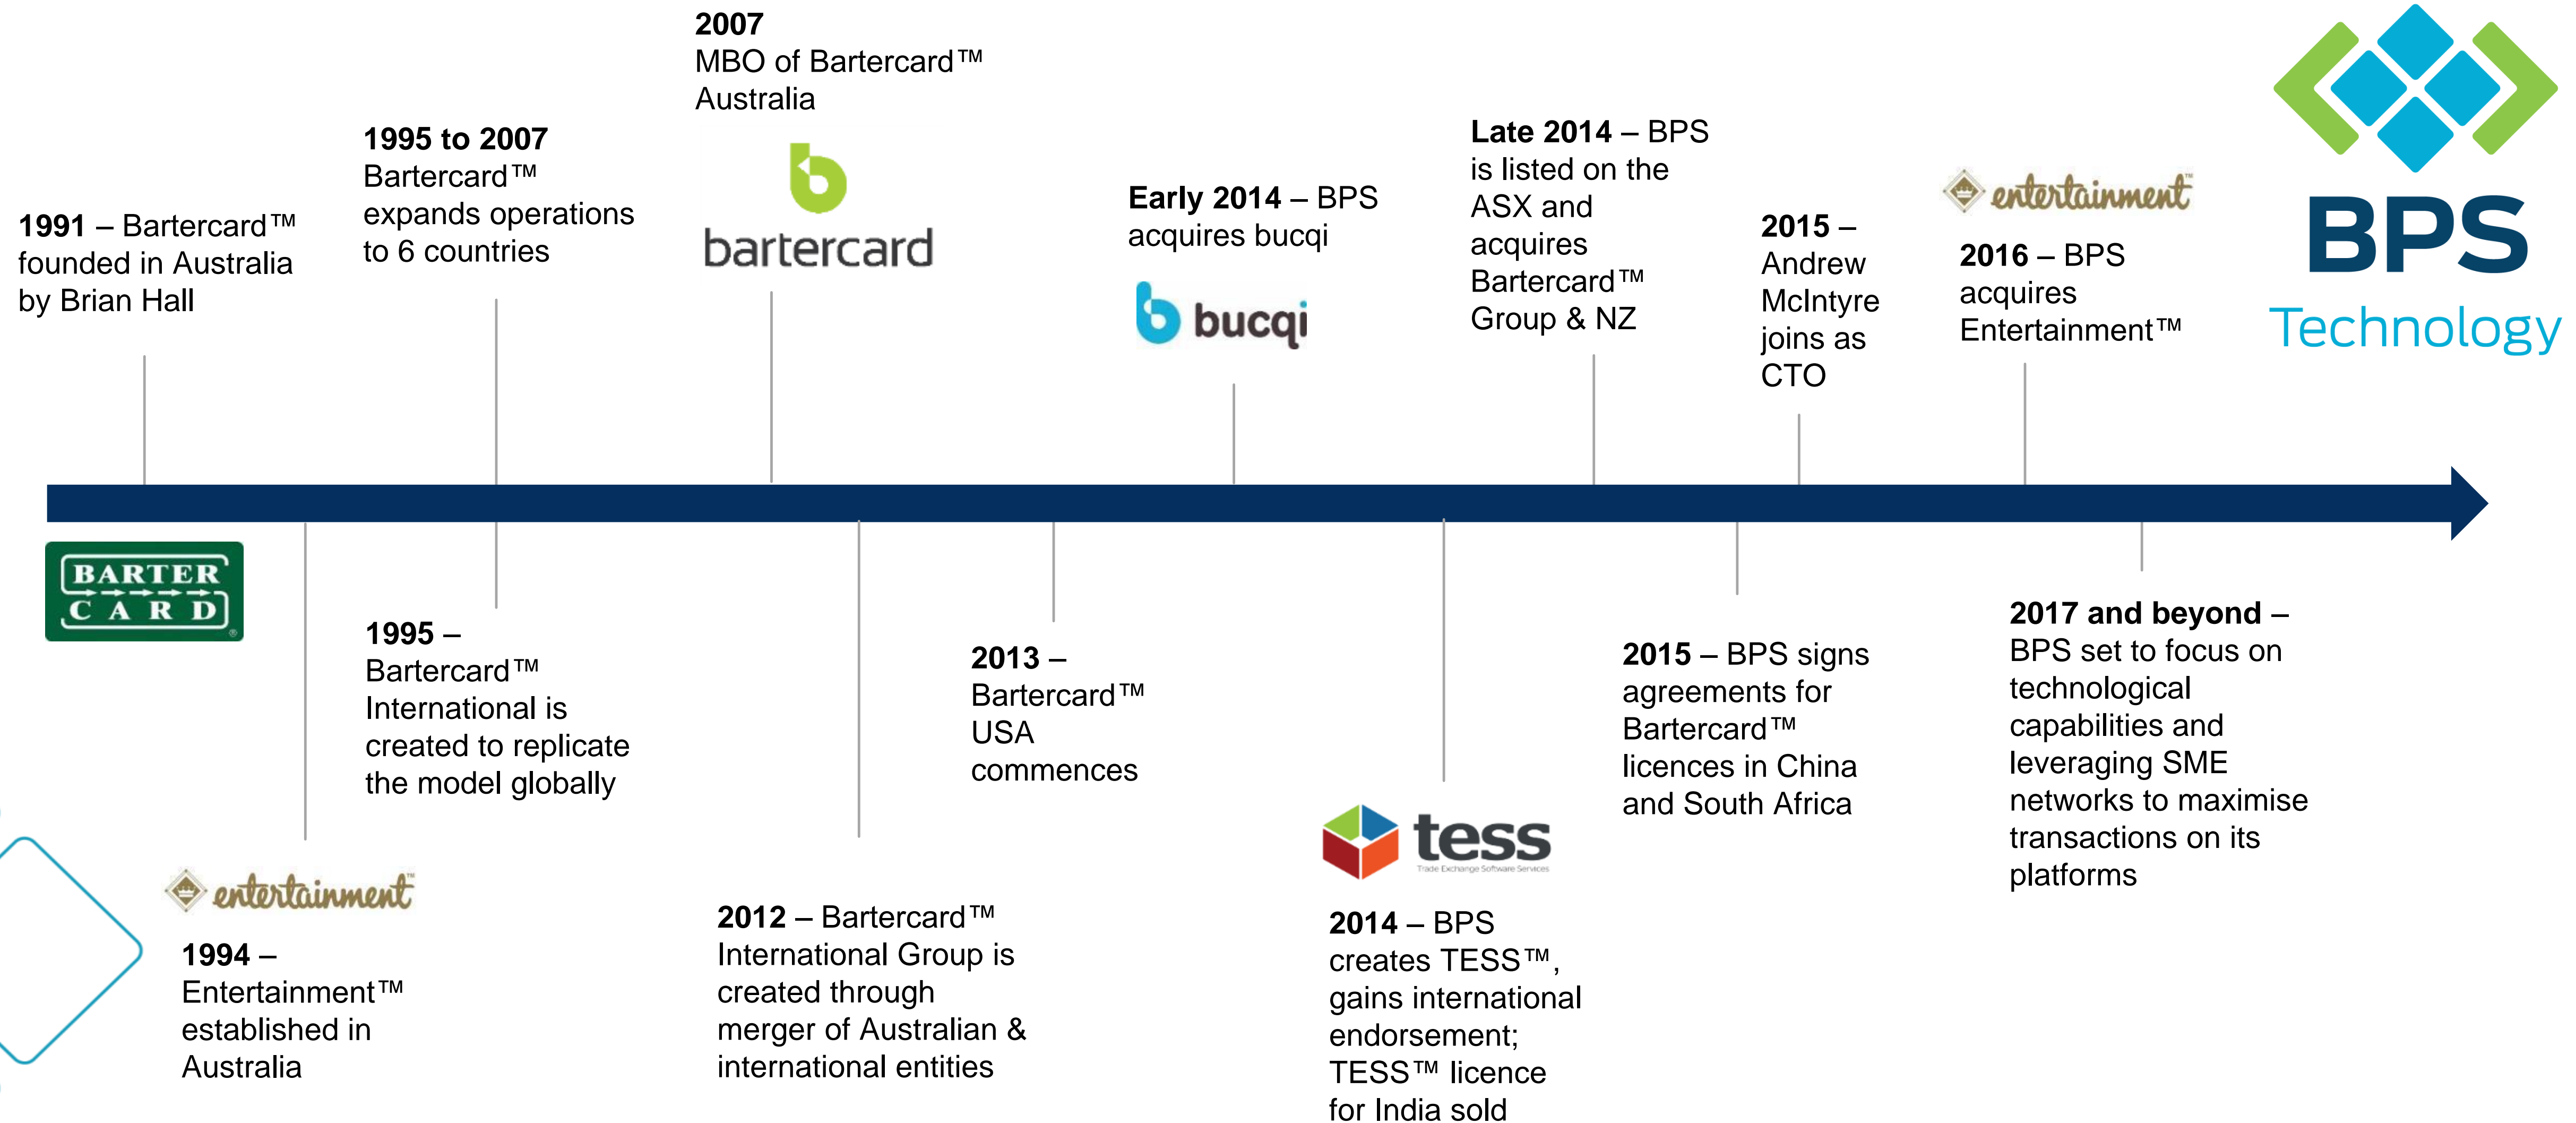 1991 – Bartercard™
founded in Australia
by Brian Hall
1995 to 2007
Bartercard™
expands operations
to 6 countries
2007
MBO of Bartercard™
Australia
bartercard
Early 2014 – BPS
acquires bucqi
bucqi
Late 2014 – BPS
is listed on the
ASX and
acquires
Bartercard™
Group & NZ
2015 –
Andrew
McIntyre
joins as
CTO
entertainment™
2016 – BPS
acquires
Entertainment™
BPS
Technology
BARTER
CARD®
entertainment™
1994 –
Entertainment™
established in
Australia
1995 –
Bartercard™
International is
created to replicate
the model globally
2012 – Bartercard™
International Group is
created through
merger of Australian &
international entities
2013 –
Bartercard™
USA
commences
tess
Trade Exchange Software Services
2014 – BPS
creates TESS™,
gains international
endorsement;
TESS™ licence
for India sold
2015 – BPS signs
agreements for
Bartercard™
licences in China
and South Africa
2017 and beyond –
BPS set to focus on
technological
capabilities and
leveraging SME
networks to maximise
transactions on its
platforms